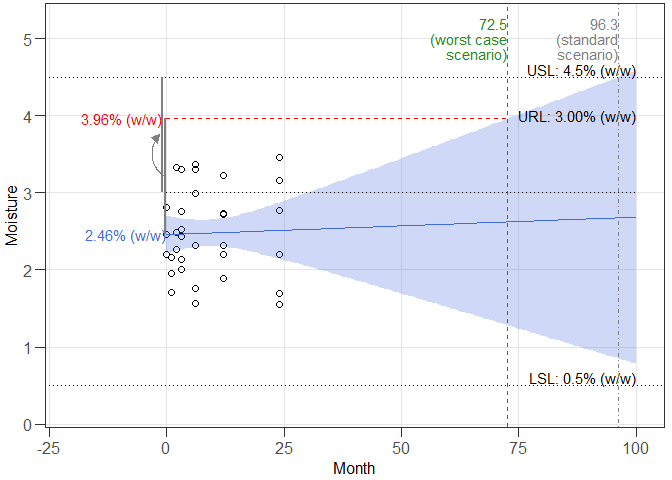 72.5
(worst case
scenario)
96.3
(standard
scenario)
USL: 4.5% (w/w)
3.96% (w/w)
URL: 3.00% (w/w)
2.46% (w/w)
LSL: 0.5% (w/w)
5
4
3
2
1
0
Moisture
-25
0
25
50
75
100
Month